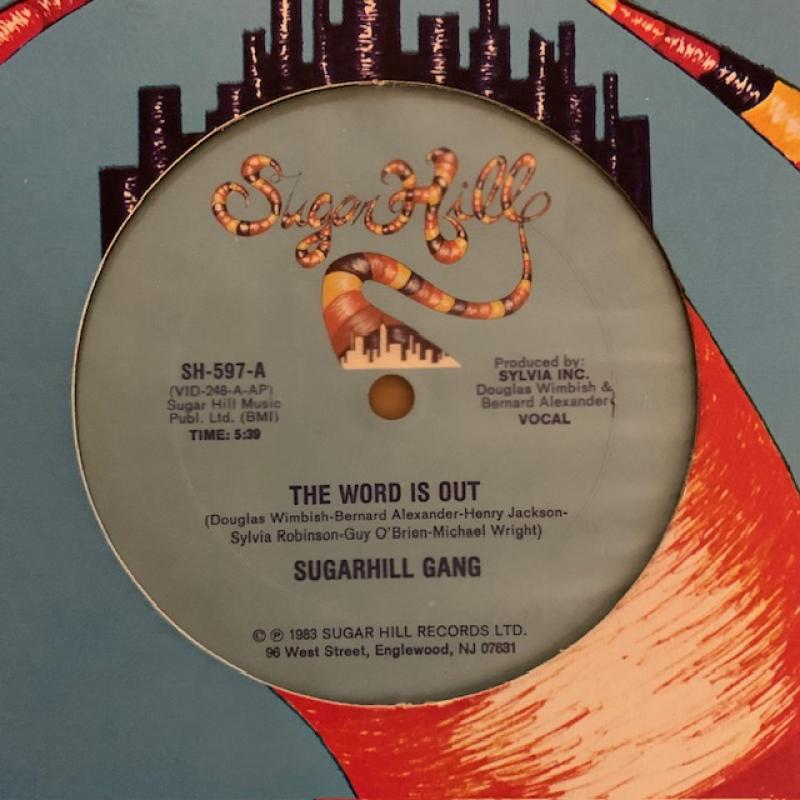 Sugar Hill
SH-597-A
(VID-248-A-AP)
Sugar Hill Music
Publ. Ltd. (BMI)
TIME: 5:39
Produced by:
SYLVIA INC.
Douglas Wimbish &
Bernard Alexander
VOCAL
THE WORD IS OUT
(Douglas Wimbish-Bernard Alexander-Henry Jackson-
Sylvia Robinson-Guy O'Brien-Michael Wright)
SUGARHILL GANG
© ℗ 1983 SUGAR HILL RECORDS LTD.
96 West Street, Englewood, NJ 07631